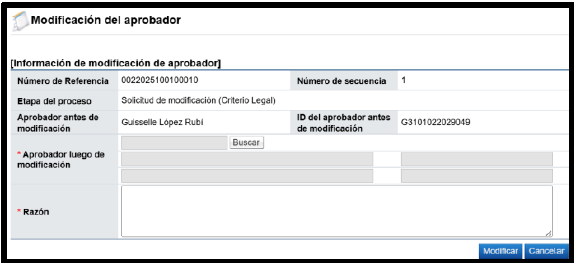 Modificación del aprobador
[Información de modificación de aprobador]
Número de Referencia 0022025100100010 Número de secuencia 1
Etapa del proceso Solicitud de modificación (Criterio Legal)
Aprobador antes de modificación Guisselle López Rubí ID del aprobador antes de modificación G3101022029049
Buscar
* Aprobador luego de modificación
* Razón
Modificar Cancelar